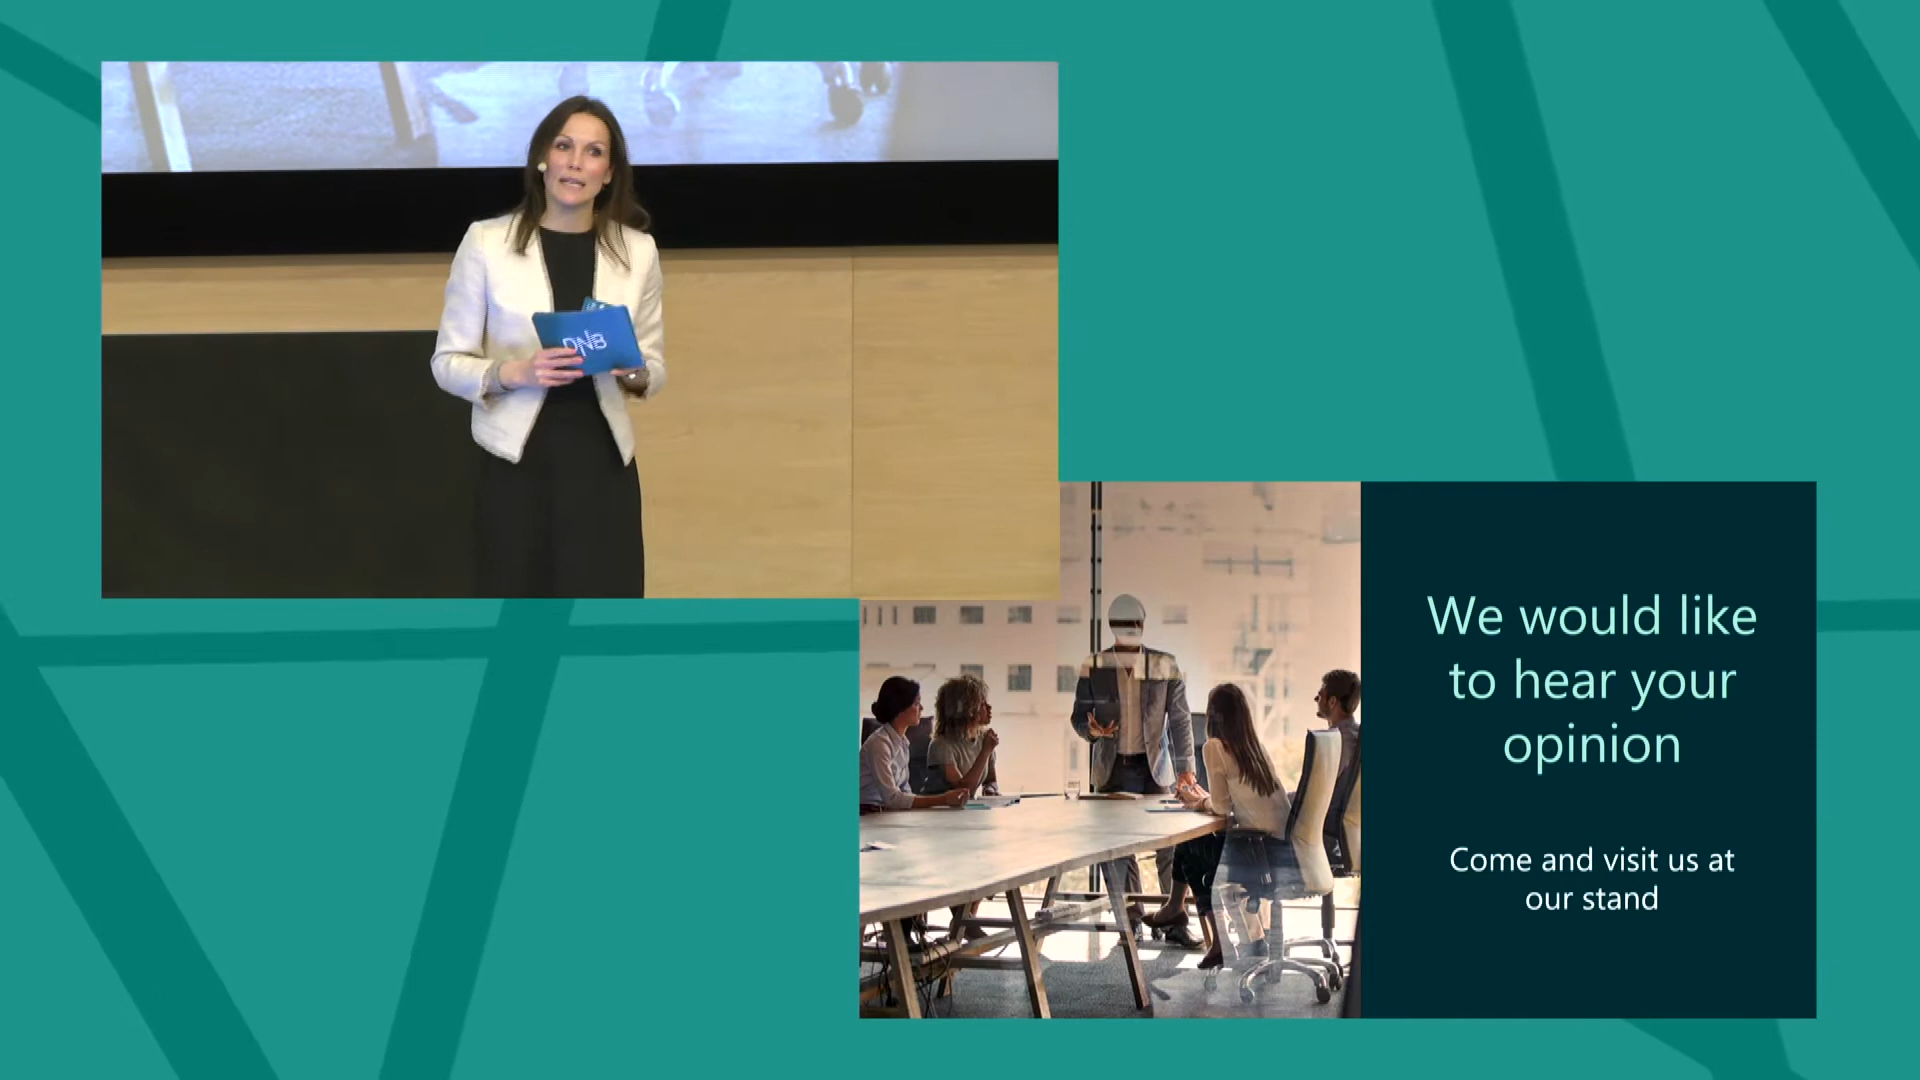 DNB
We would like
to hear your
opinion
Come and visit us at
our stand